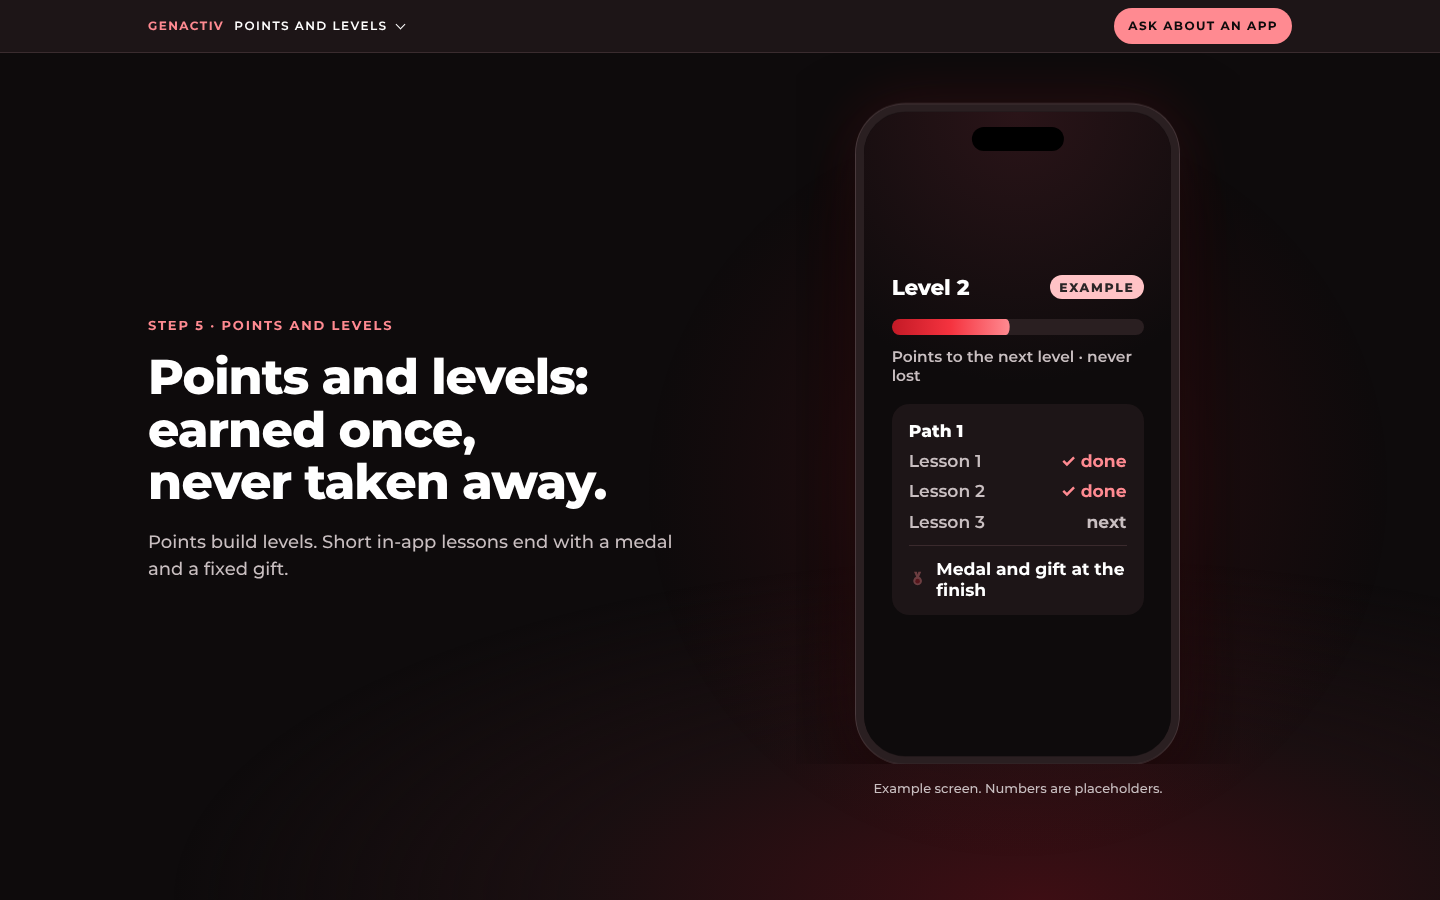 GENACTIV POINTS AND LEVELS
ASK ABOUT AN APP
STEP 5 · POINTS AND LEVELS
Points and levels:
earned once,
never taken away.
Points build levels. Short in-app lessons end with a medal
and a fixed gift.
Level 2
EXAMPLE
Points to the next level · never
lost
Path 1
Lesson 1 ✓ done
Lesson 2 ✓ done
Lesson 3 next
Medal and gift at the
finish
Example screen. Numbers are placeholders.